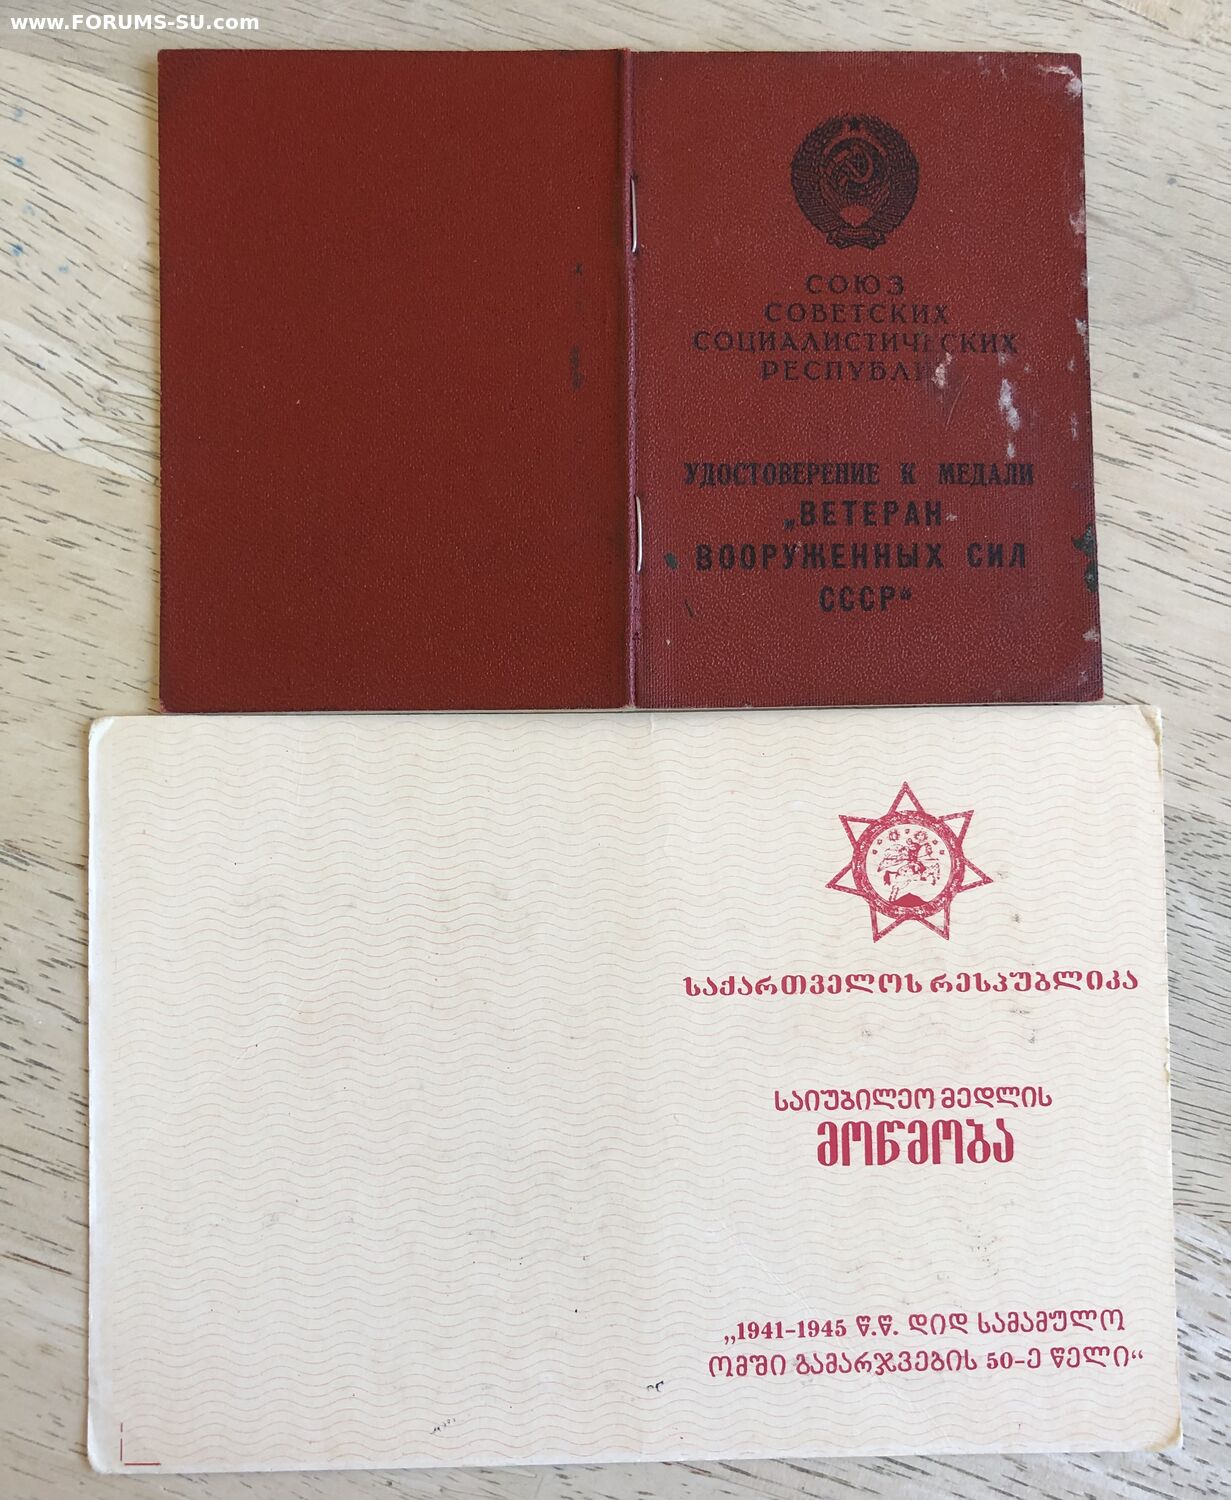 www.FORUMS-SU.com
СОЮЗ
СОВЕТСКИХ
СОЦИАЛИСТИЧЕСКИХ
РЕСПУБЛИ
УДОСТОВЕРЕНИЕ К МЕДАЛИ
„ВЕТЕРАН
ВООРУЖЕННЫХ СИЛ
СССР“
საქართველოს რესპუბლიკა
საიუბილეო მედლის
მოწმობა
„1941-1945 წ.წ. დიდ სამამულო
ომში გამარჯვების 50-ე წელი“